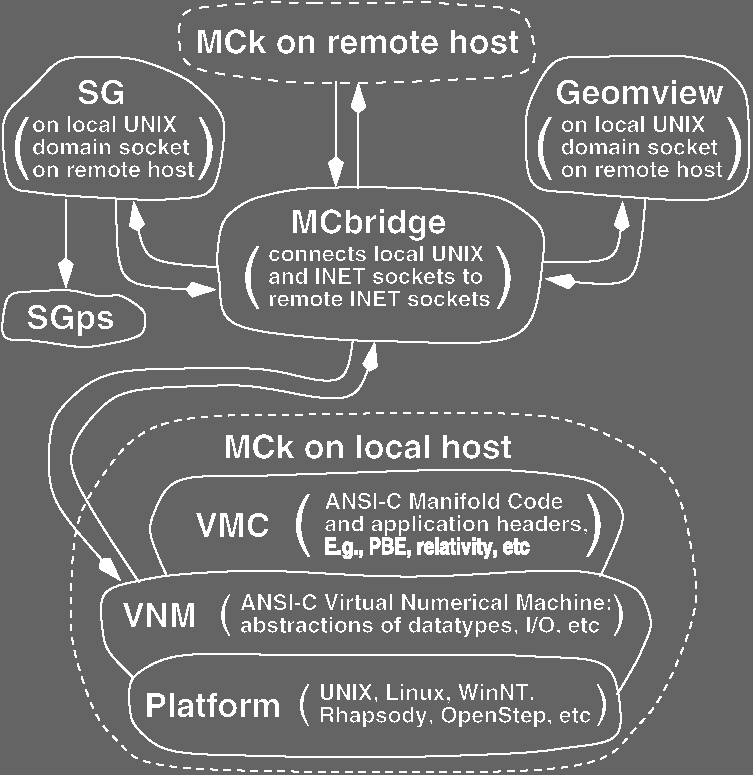 MCk on remote host
SG
(on local UNIX
domain socket
on remote host)
Geomview
(on local UNIX
domain socket
on remote host)
MCbridge
(connects local UNIX
and INET sockets to
remote INET sockets)
SGps
MCk on local host
VMC (ANSI-C Manifold Code
and application headers,
E.g., PBE, relativity, etc)
VNM (ANSI-C Virtual Numerical Machine:
abstractions of datatypes, I/O, etc)
Platform (UNIX, Linux, WinNT,
Rhapsody, OpenStep, etc)